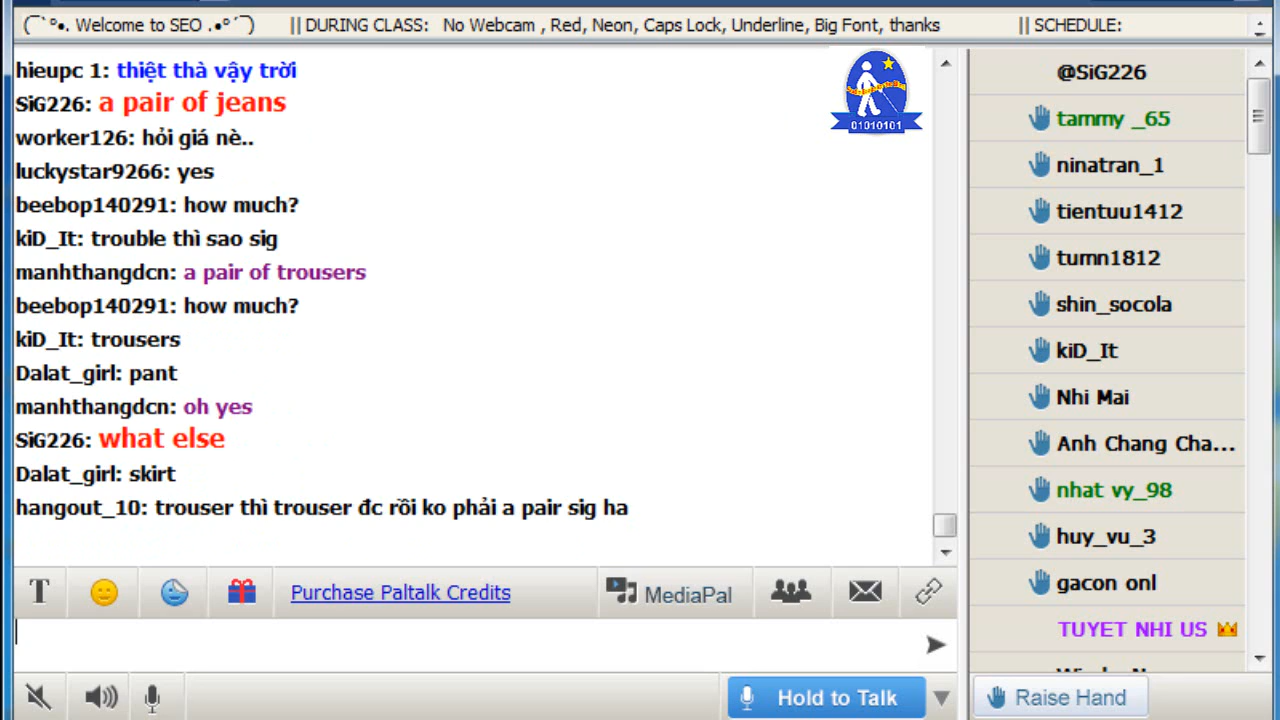 (¯`°•. Welcome to SEO .•°´¯) || DURING CLASS: No Webcam , Red, Neon, Caps Lock, Underline, Big Font, thanks || SCHEDULE:
hieupc 1: thiệt thà vậy trời
SiG226: a pair of jeans
worker126: hỏi giá nè..
luckystar9266: yes
beebop140291: how much?
kiD_It: trouble thì sao sig
manhthangdcn: a pair of trousers
beebop140291: how much?
kiD_It: trousers
Dalat_girl: pant
manhthangdcn: oh yes
SiG226: what else
Dalat_girl: skirt
hangout_10: trouser thì trouser đc rồi ko phải a pair sig ha
01010101
@SiG226
tammy _65
ninatran_1
tientuu1412
tumn1812
shin_socola
kiD_It
Nhi Mai
Anh Chang Cha...
nhat vy_98
huy_vu_3
gacon onl
TUYET NHI US
T Purchase Paltalk Credits MediaPal
Hold to Talk
Raise Hand